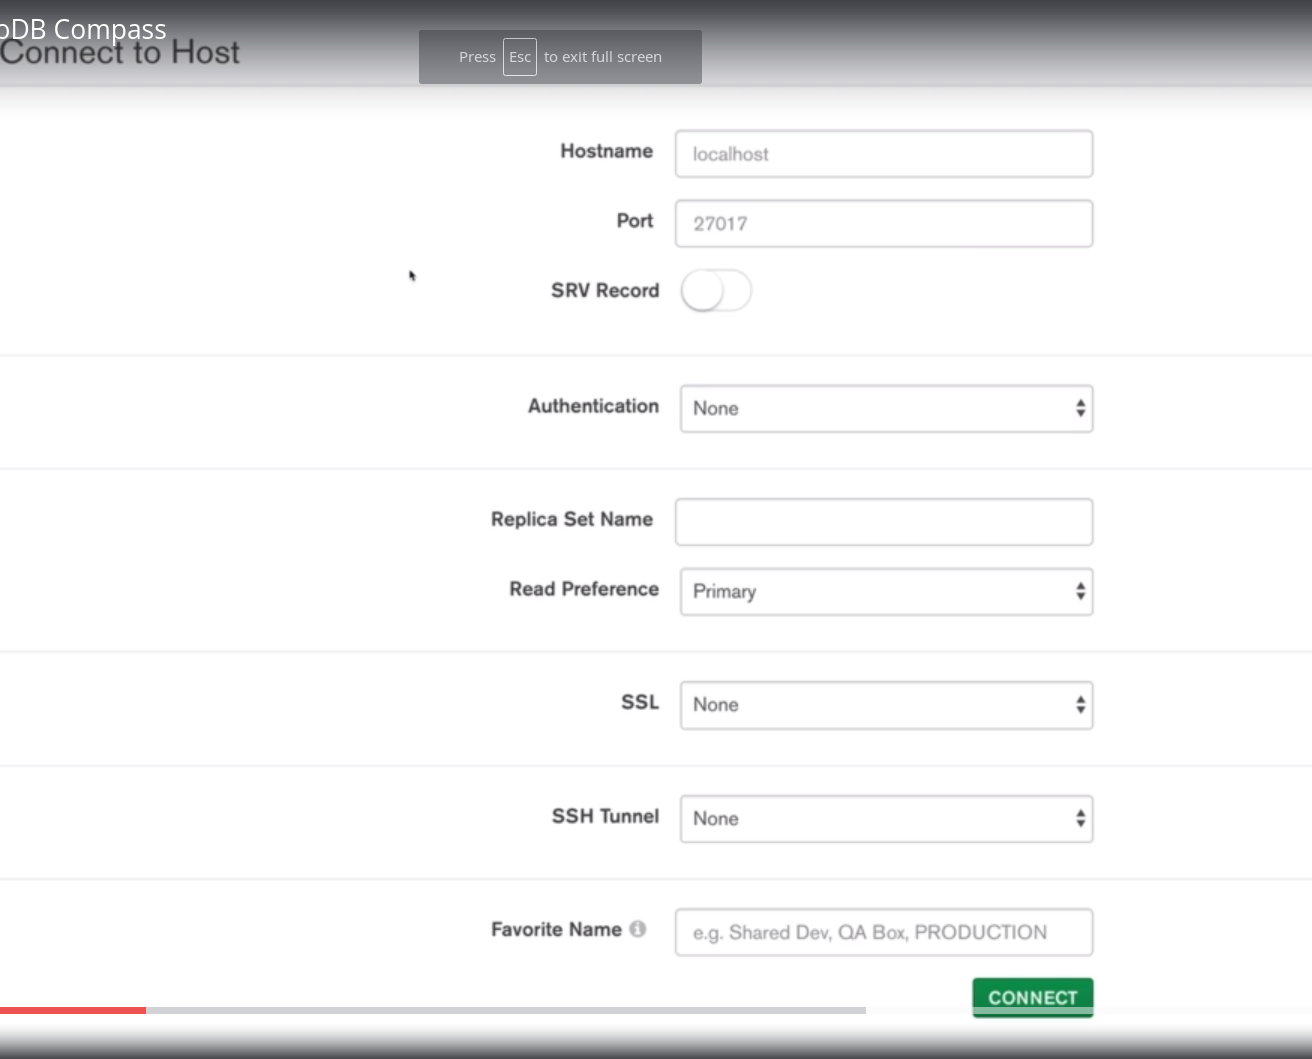 oDB Compass
Connect to Host
Press Esc to exit full screen
Hostname localhost
Port 27017
SRV Record
Authentication None
Replica Set Name
Read Preference Primary
SSL None
SSH Tunnel None
Favorite Name e.g. Shared Dev, QA Box, PRODUCTION
CONNECT